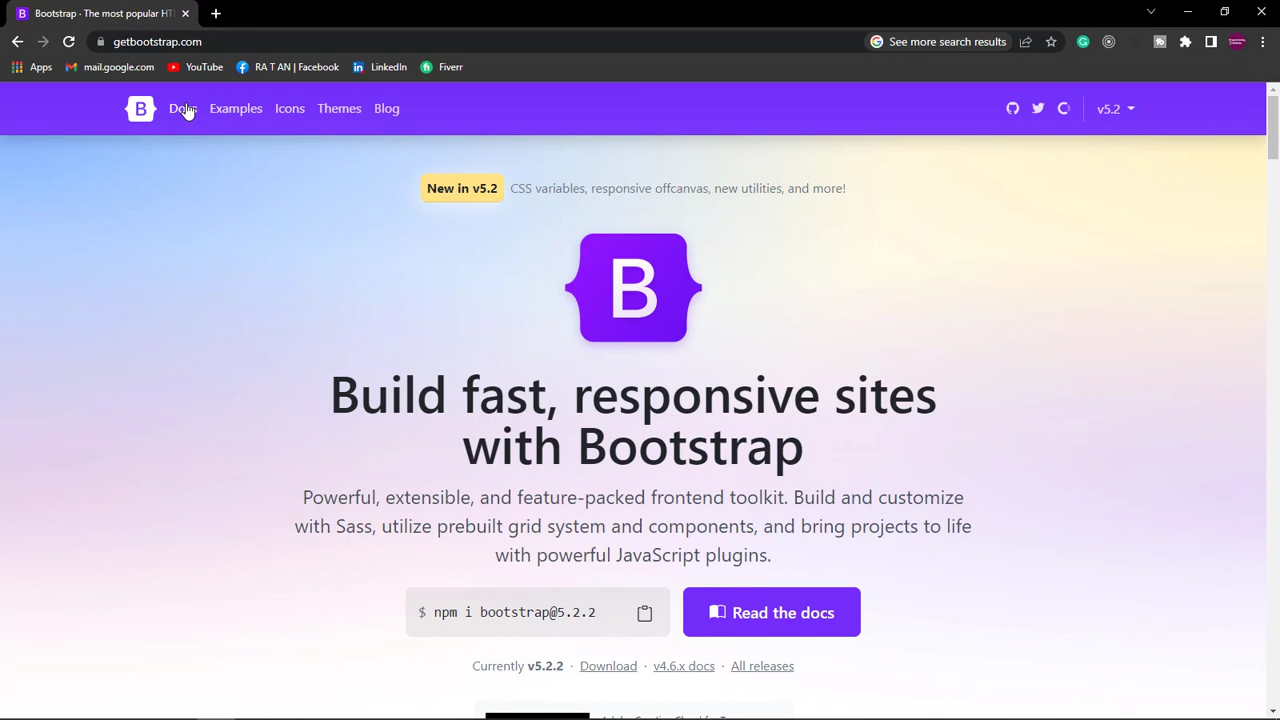 Bootstrap · The most popular HT
getbootstrap.com
See more search results
Apps
mail.google.com
YouTube
RA T AN | Facebook
LinkedIn
Fiverr
B
Docs
Examples
Icons
Themes
Blog
v5.2
New in v5.2
CSS variables, responsive offcanvas, new utilities, and more!
B
Build fast, responsive sites
with Bootstrap
Powerful, extensible, and feature-packed frontend toolkit. Build and customize
with Sass, utilize prebuilt grid system and components, and bring projects to life
with powerful JavaScript plugins.
$ npm i bootstrap@5.2.2
Read the docs
Currently v5.2.2 · Download · v4.6.x docs · All releases